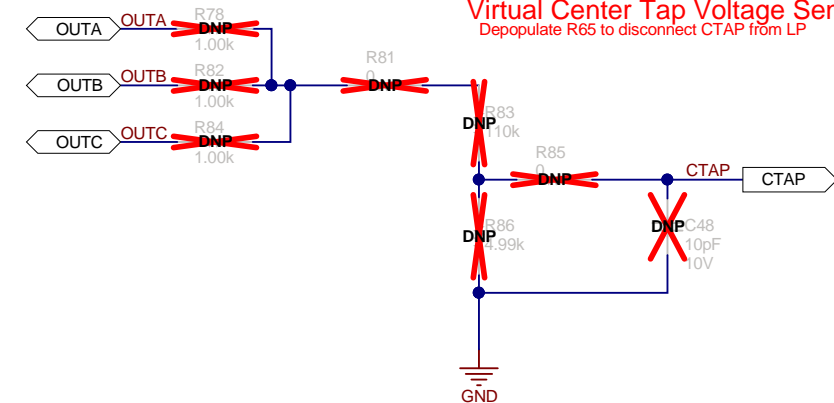 Virtual Center Tap Voltage Ser
Depopulate R65 to disconnect CTAP from LP
OUTA
OUTA
R78
DNP
1.00k
OUTB
OUTB
R82
DNP
1.00k
OUTC
OUTC
R84
DNP
1.00k
R81
0
DNP
R83
DNP
110k
R85
0
DNP
CTAP
CTAP
R86
DNP
4.99k
C48
DNP
10pF
10V
GND